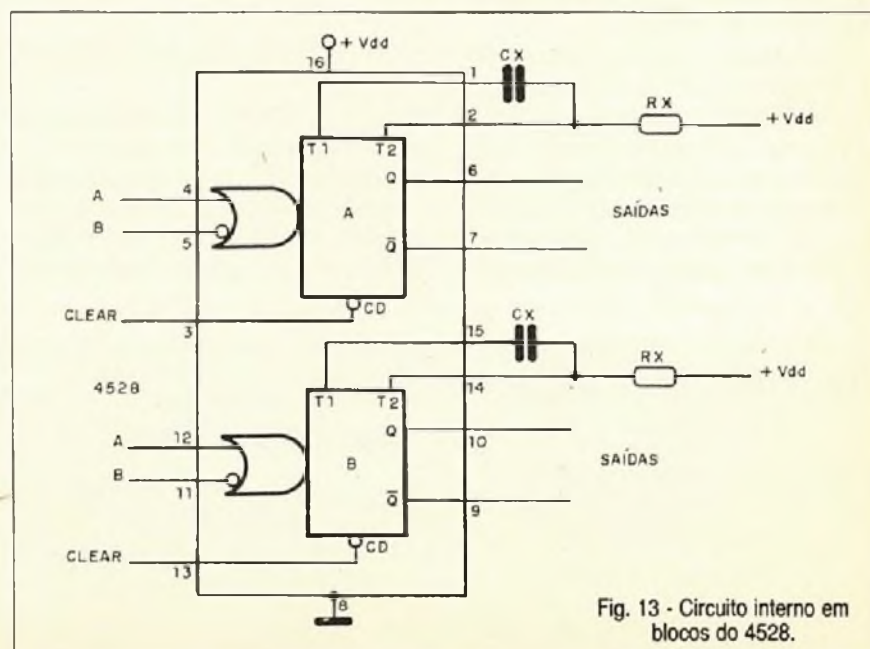 + Vdd
16
1
CX
2
RX
+ Vdd
T1
T2
4
A
Q
6
A
SAÍDAS
B
5
Q̅
7
CD
CLEAR
3
15
CX
RX
+ Vdd
14
4528
T1
T2
A
12
Q
10
B
SAÍDAS
B
11
Q̅
9
CD
CLEAR
13
8
Fig. 13 - Circuito interno em
blocos do 4528.